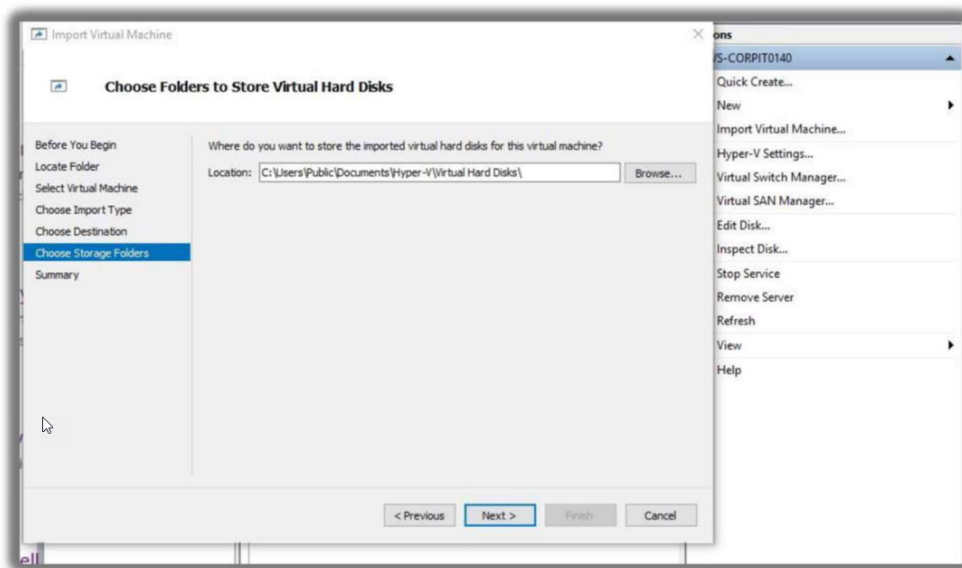 Import Virtual Machine
Choose Folders to Store Virtual Hard Disks
Before You Begin
Locate Folder
Select Virtual Machine
Choose Import Type
Choose Destination
Choose Storage Folders
Summary
Where do you want to store the imported virtual hard disks for this virtual machine?
Location: C:\Users\Public\Documents\Hyper-V\Virtual Hard Disks\ Browse...
< Previous Next > Finish Cancel
ons
/S-CORPIT0140
Quick Create...
New
Import Virtual Machine...
Hyper-V Settings...
Virtual Switch Manager...
Virtual SAN Manager...
Edit Disk...
Inspect Disk...
Stop Service
Remove Server
Refresh
View
Help
ell